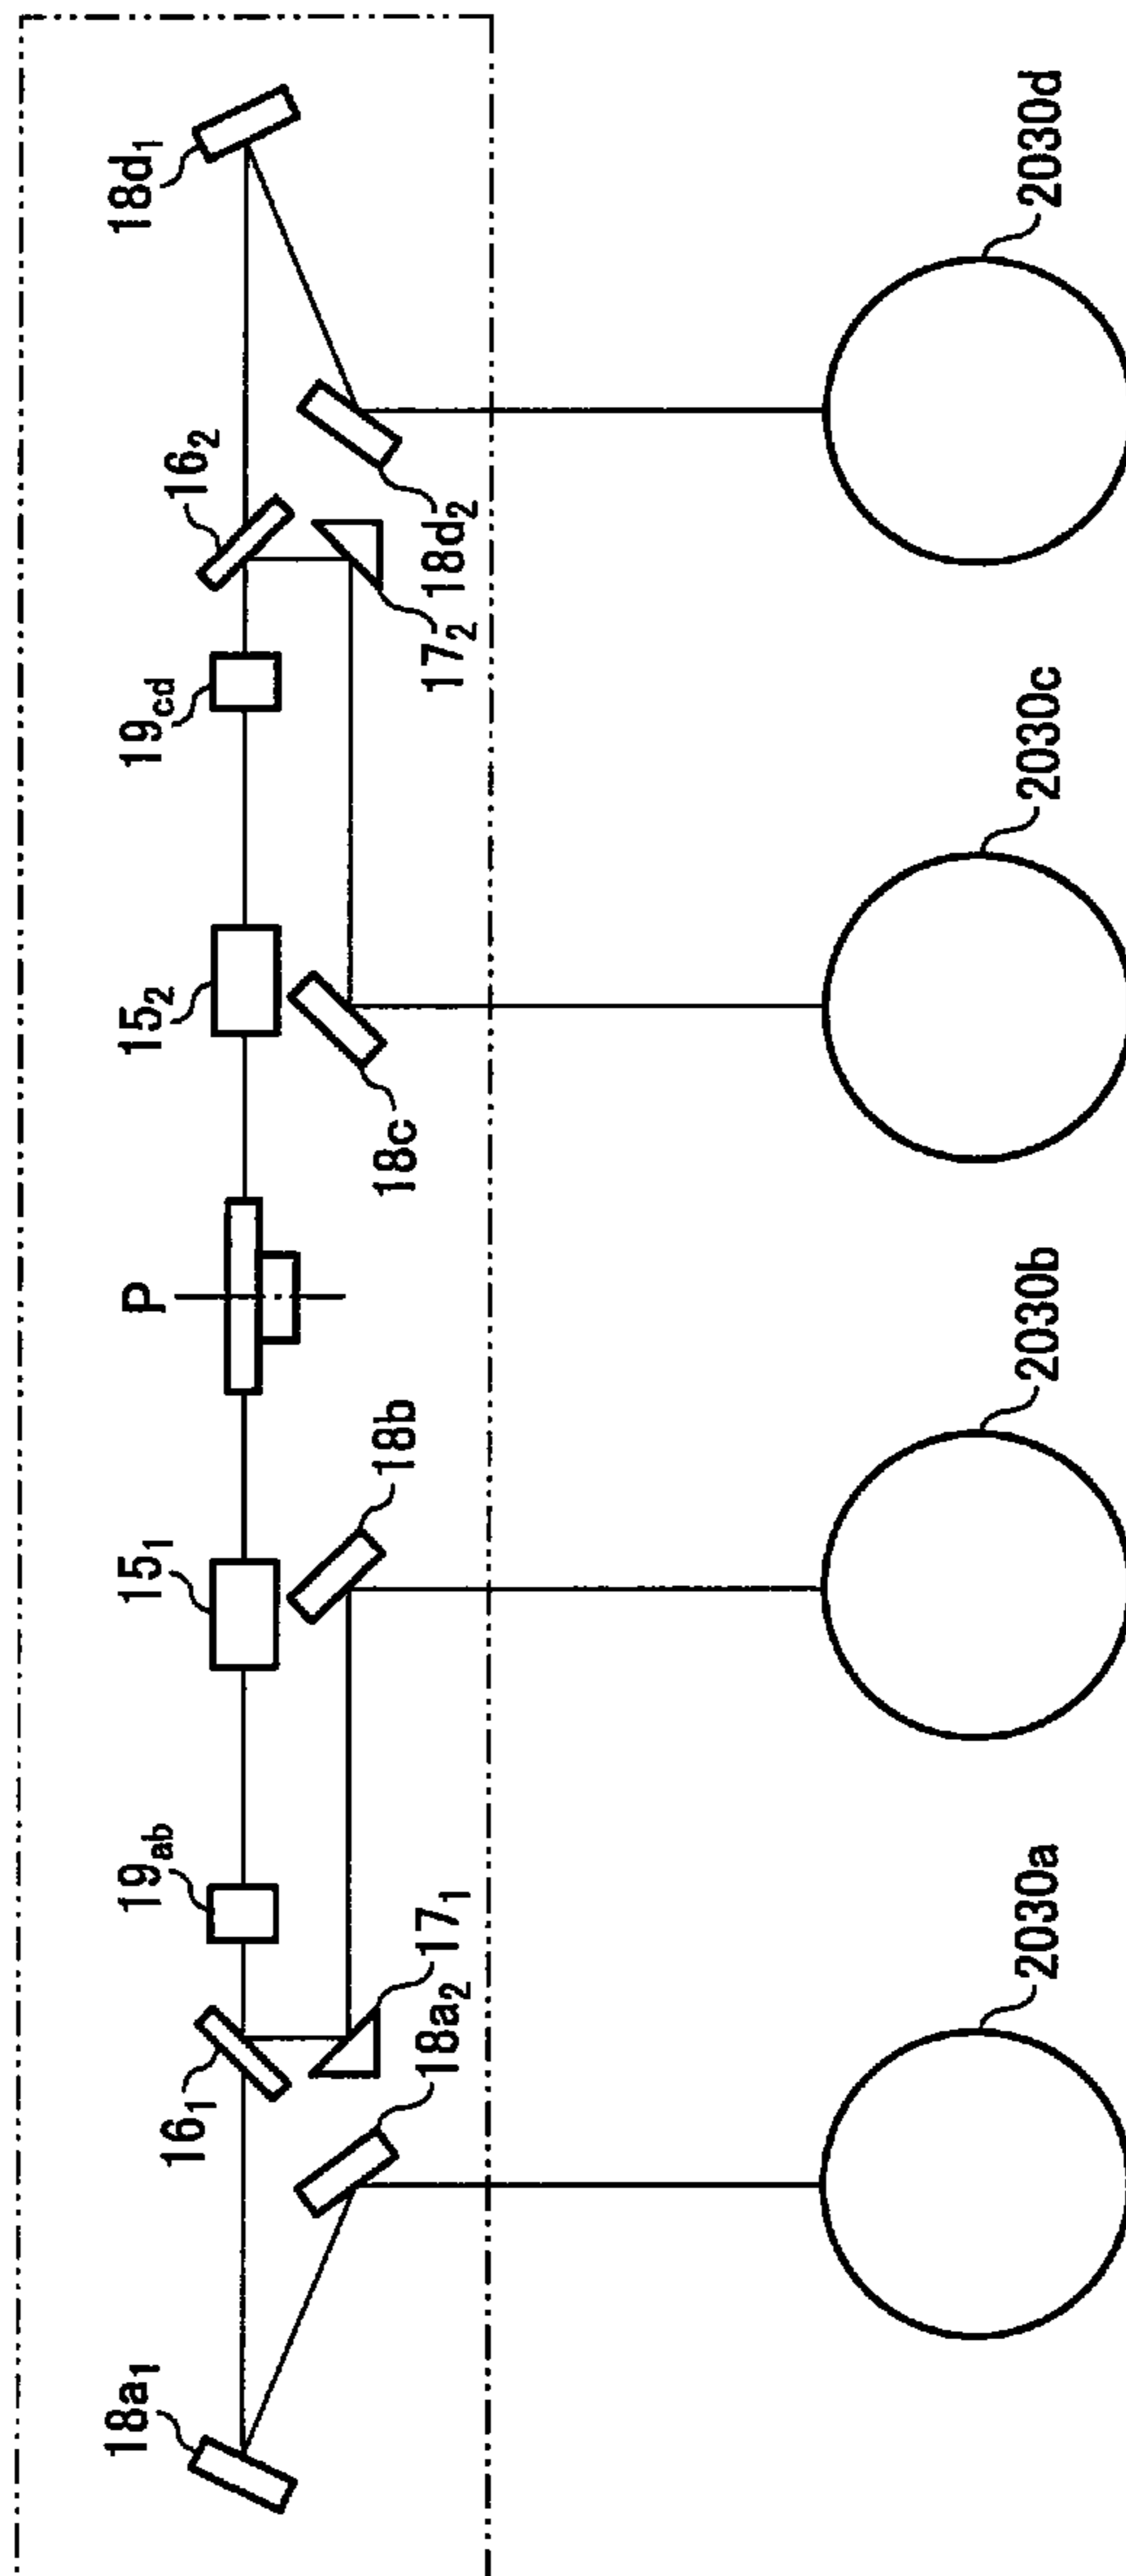 18a₁
16₁
19ab
15₁
P
15₂
19cd
16₂
18d₁
18a₂
17₁
18b
18c
17₂
18d₂
2030a
2030b
2030c
2030d